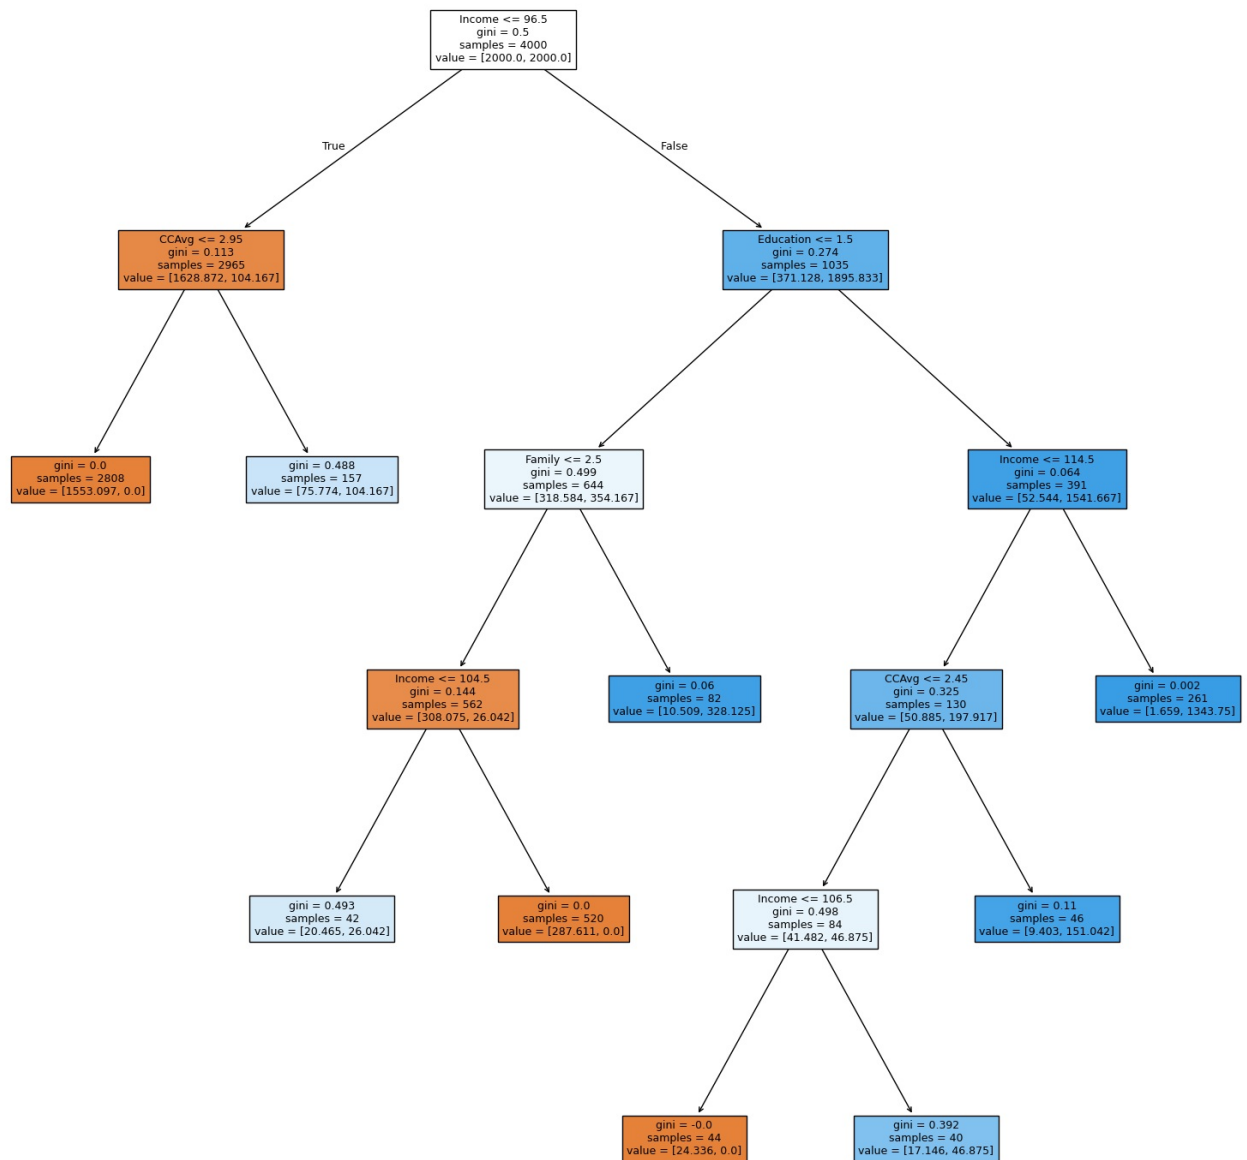 Income <= 96.5
gini = 0.5
samples = 4000
value = [2000.0, 2000.0]
True
False
CCAvg <= 2.95
gini = 0.113
samples = 2965
value = [1628.872, 104.167]
Education <= 1.5
gini = 0.274
samples = 1035
value = [371.128, 1895.833]
gini = 0.0
samples = 2808
value = [1553.097, 0.0]
gini = 0.488
samples = 157
value = [75.774, 104.167]
Family <= 2.5
gini = 0.499
samples = 644
value = [318.584, 354.167]
Income <= 114.5
gini = 0.064
samples = 391
value = [52.544, 1541.667]
Income <= 104.5
gini = 0.144
samples = 562
value = [308.075, 26.042]
gini = 0.06
samples = 82
value = [10.509, 328.125]
CCAvg <= 2.45
gini = 0.325
samples = 130
value = [50.885, 197.917]
gini = 0.002
samples = 261
value = [1.659, 1343.75]
gini = 0.493
samples = 42
value = [20.465, 26.042]
gini = 0.0
samples = 520
value = [287.611, 0.0]
Income <= 106.5
gini = 0.498
samples = 84
value = [41.482, 46.875]
gini = 0.11
samples = 46
value = [9.403, 151.042]
gini = -0.0
samples = 44
value = [24.336, 0.0]
gini = 0.392
samples = 40
value = [17.146, 46.875]